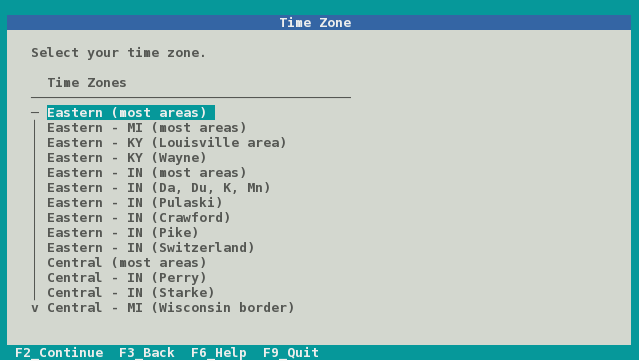 Time Zone
Select your time zone.
Time Zones
Eastern (most areas)
Eastern - MI (most areas)
Eastern - KY (Louisville area)
Eastern - KY (Wayne)
Eastern - IN (most areas)
Eastern - IN (Da, Du, K, Mn)
Eastern - IN (Pulaski)
Eastern - IN (Crawford)
Eastern - IN (Pike)
Eastern - IN (Switzerland)
Central (most areas)
Central - IN (Perry)
Central - IN (Starke)
v Central - MI (Wisconsin border)
F2_Continue F3_Back F6_Help F9_Quit